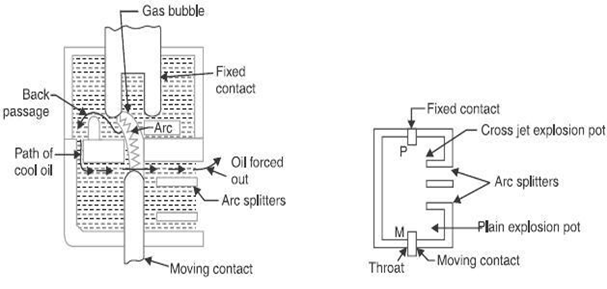 Gas bubble
Fixed
contact
Back
passage
Arc
Path of
cool oil
Oil forced
out
Arc splitters
Moving contact
Fixed contact
Cross jet explosion pot
P
Arc splitters
M
Plain explosion pot
Throat
Moving contact